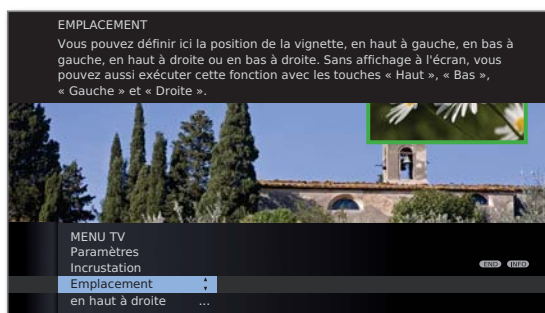 EMPLACEMENT
Vous pouvez définir ici la position de la vignette, en haut à gauche, en bas à
gauche, en haut à droite ou en bas à droite. Sans affichage à l'écran, vous
pouvez aussi exécuter cette fonction avec les touches « Haut », « Bas »,
« Gauche » et « Droite ».
MENU TV
Paramètres
Incrustation
END INFO
Emplacement
en haut à droite ...